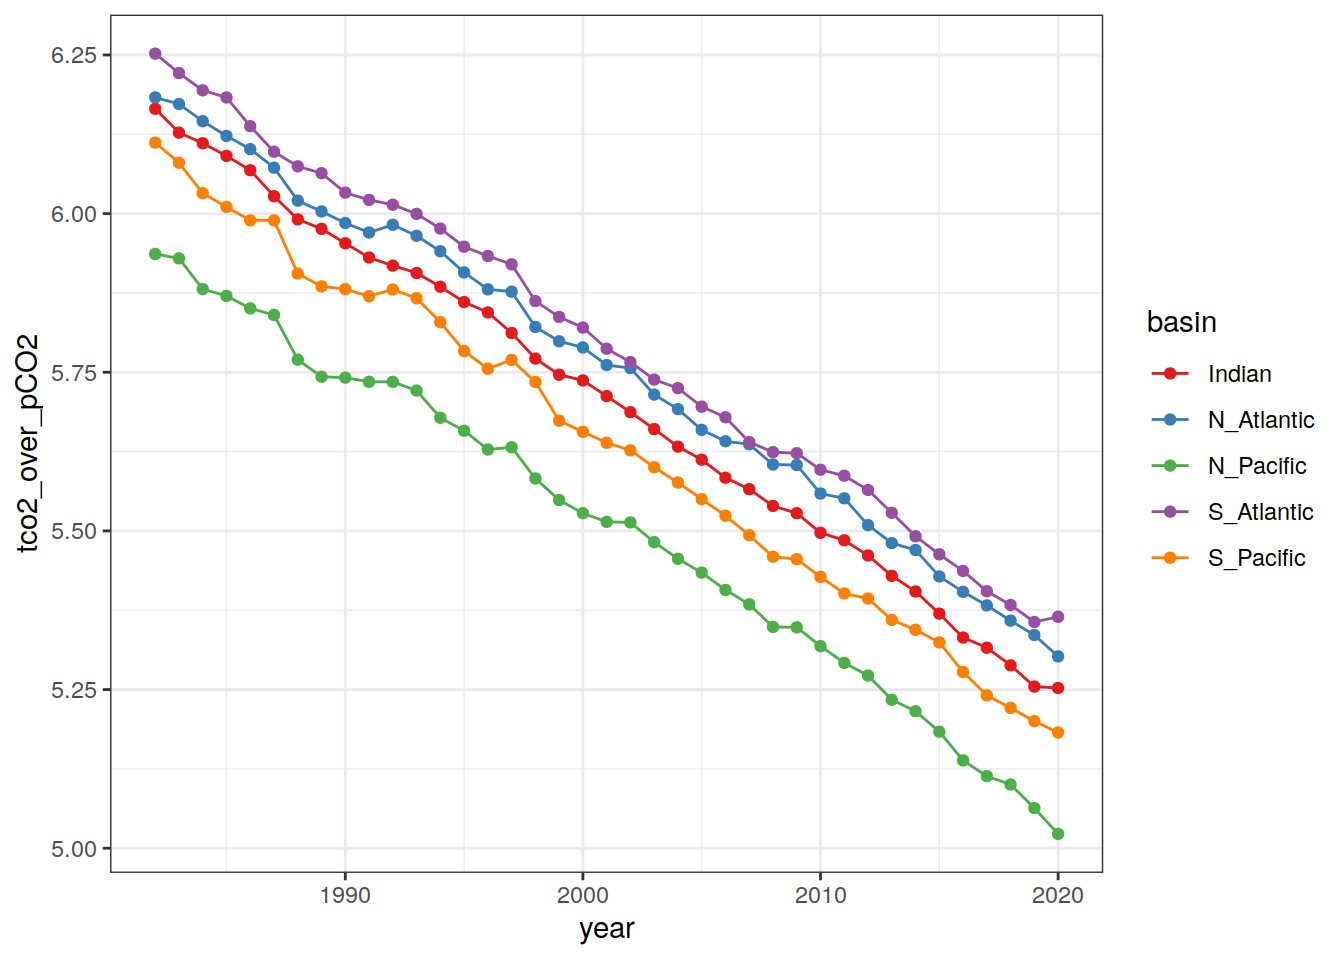 6.25
6.00
5.75
5.50
5.25
5.00
tco2_over_pCO2
1990
2000
2010
2020
year
basin
Indian
N_Atlantic
N_Pacific
S_Atlantic
S_Pacific